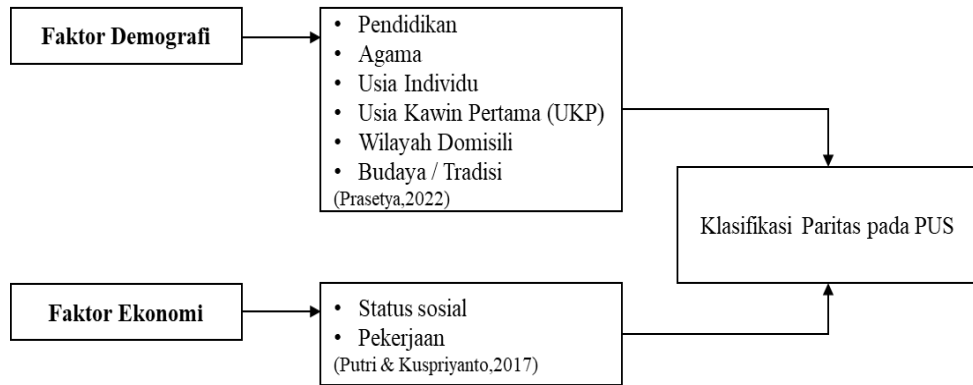 Faktor Demografi
• Pendidikan
• Agama
• Usia Individu
• Usia Kawin Pertama (UKP)
• Wilayah Domisili
• Budaya / Tradisi
(Prasetya,2022)
Klasifikasi Paritas pada PUS
Faktor Ekonomi
• Status sosial
• Pekerjaan
(Putri & Kuspriyanto,2017)